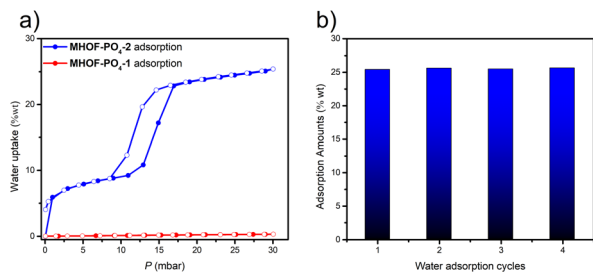 a)
MHOF-PO4-2 adsorption
MHOF-PO4-1 adsorption
Water uptake (%wt)
30
20
10
0
0 5 10 15 20 25 30
P (mbar)
b)
Adsorption Amounts (% wt)
30
25
20
15
10
5
0
1 2 3 4
Water adsorption cycles